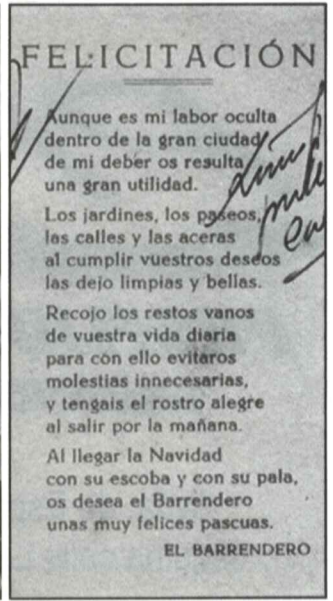 FELICITACIÓN
Aunque es mi labor oculta
dentro de la gran ciudad
de mi deber os resulta
una gran utilidad.
Los jardines, los paseos,
las calles y las aceras
al cumplir vuestros deseos
las dejo limpias y bellas.
Recojo los restos vanos
de vuestra vida diaria
para con ello evitaros
molestias innecesarias,
y tengais el rostro alegre
al salir por la mañana.
Al llegar la Navidad
con su escoba y con su pala,
os desea el Barrendero
unas muy felices pascuas.
EL BARRENDERO